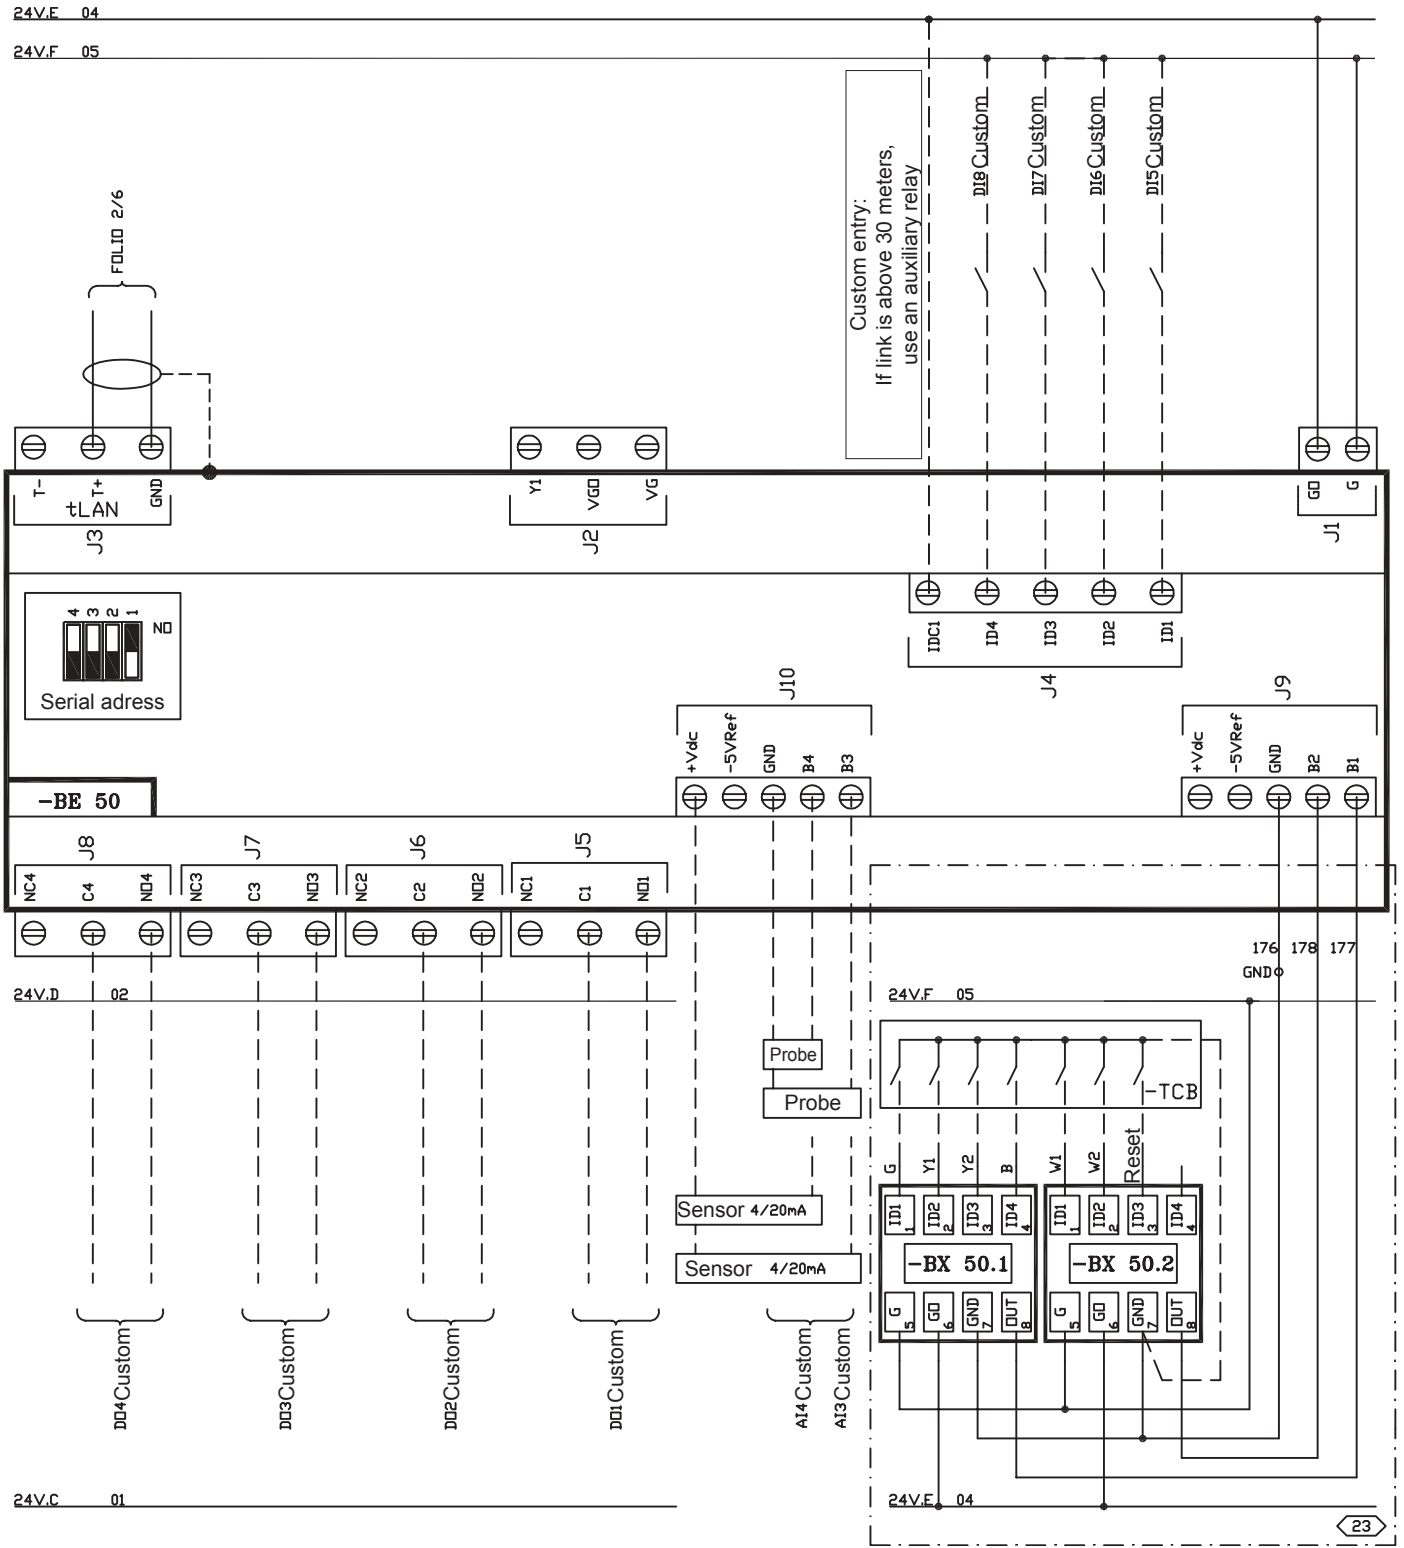 24V.E 04
24V.F 05
FOLIO 2/6
Custom entry:
If link is above 30 meters,
use an auxiliary relay
DI8 Custom
DI7 Custom
DI6 Custom
DI5 Custom
T-
T+
GND
tLAN
J3
Y1
VG0
VG
J2
G0
G
J1
4
3
2
1
NO
Serial adress
IDC1
ID4
ID3
ID2
ID1
J4
J10
+Vdc
-5VRef
GND
B4
B3
J9
+Vdc
-5VRef
GND
B2
B1
-BE 50
J8
NC4
C4
NO4
J7
NC3
C3
NO3
J6
NC2
C2
NO2
J5
NC1
C1
NO1
176 178 177
GND
24V.D 02
24V.F 05
Probe
Probe
-TCB
G
Y1
Y2
B
W1
W2
Reset
Sensor 4/20mA
Sensor 4/20mA
ID1 1
ID2 2
ID3 3
ID4 4
-BX 50.1
G 5
G0 6
GND 7
OUT 8
ID1 1
ID2 2
ID3 3
ID4 4
-BX 50.2
G 5
G0 6
GND 7
OUT 8
DO4 Custom
DO3 Custom
DO2 Custom
DO1 Custom
AI4 Custom
AI3 Custom
24V.C 01
24V.E 04
23